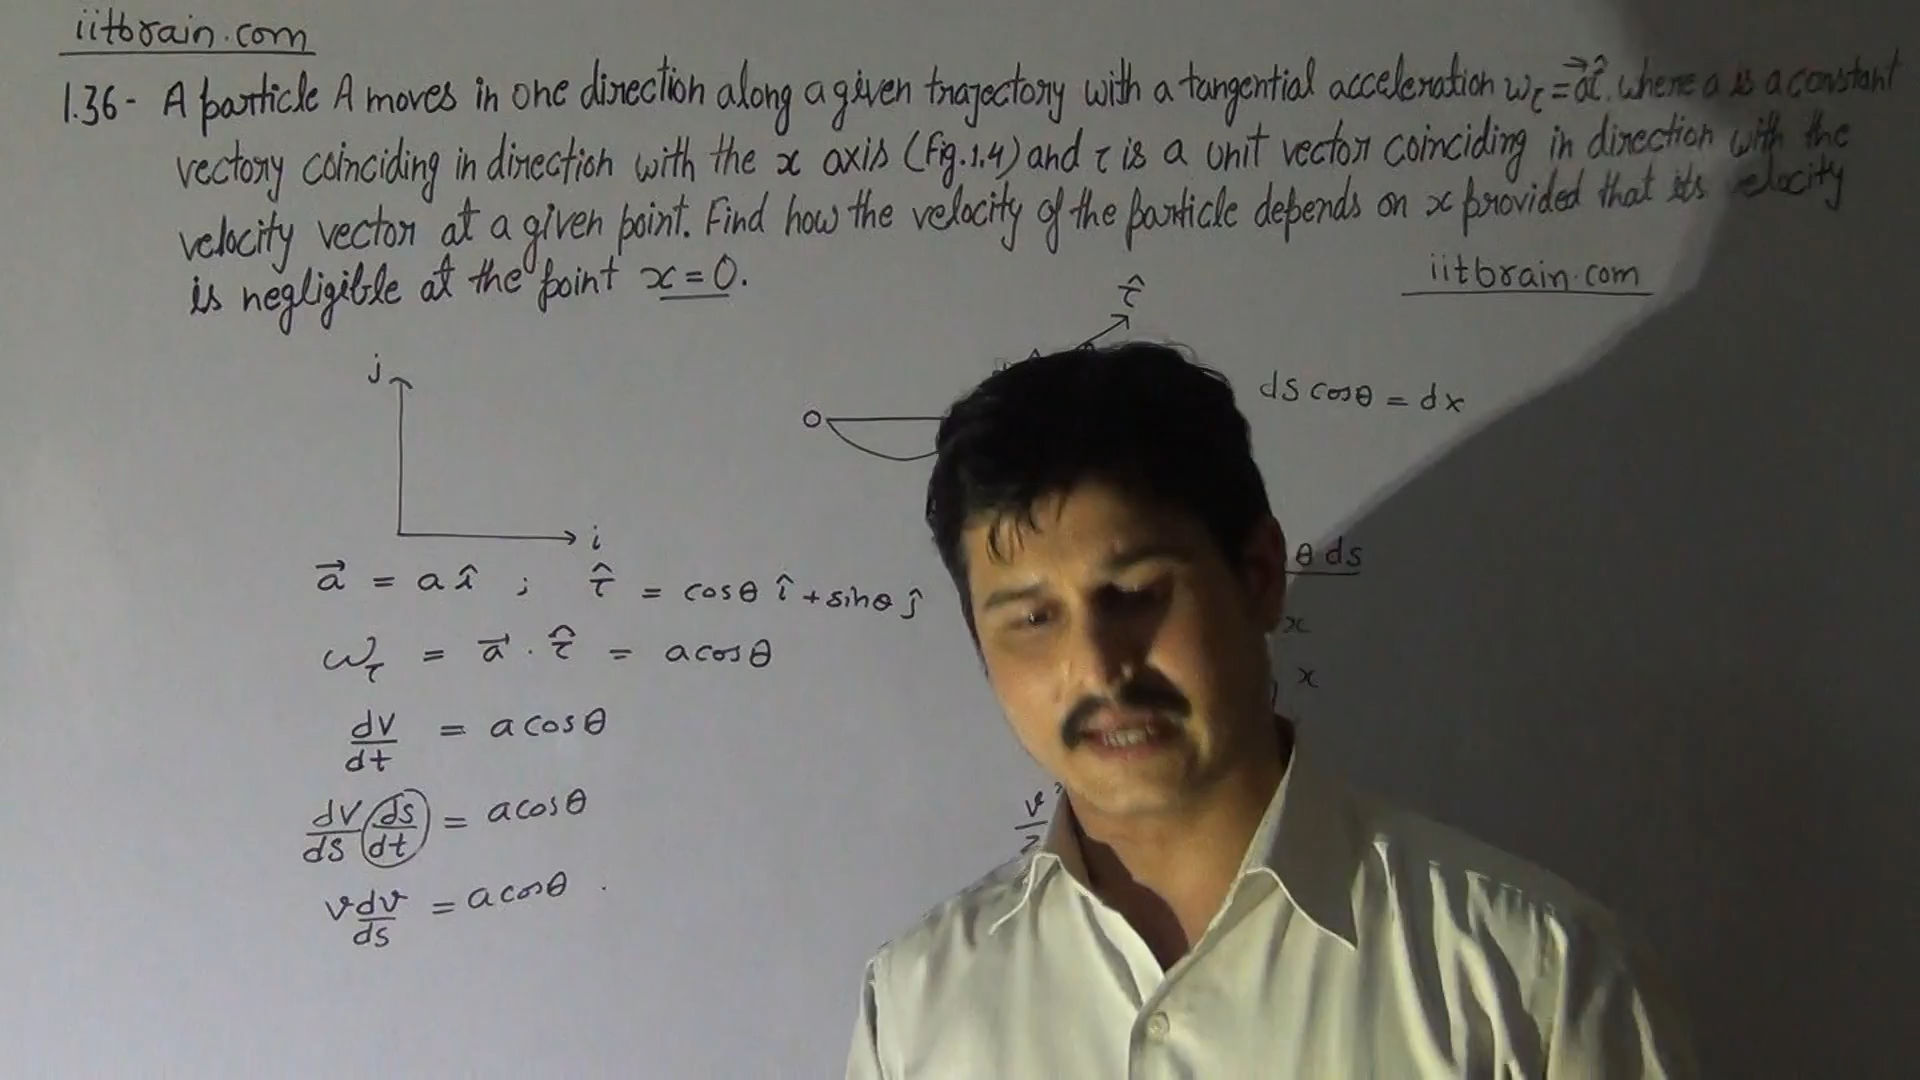 iitbrain.com
1.36- A particle A moves in one direction along a given trajectory with a tangential acceleration ω_τ = a⃗τ̂. where a is a constant
vectory coinciding in direction with the x axis (Fig.1.4) and τ is a unit vector coinciding in direction with the
velocity vector at a given point. Find how the velocity of the particle depends on x provided that its velocity
is negligible at the point x = 0.
iitbrain.com
τ̂
j
ds cosθ = dx
O
i
θ ds
a⃗ = a î ; τ̂ = cosθ î + sinθ ĵ
x
ω_τ = a⃗ . τ̂ = a cosθ
x
dv/dt = a cosθ
dv/ds (ds/dt) = a cosθ
v dv/ds = a cosθ .